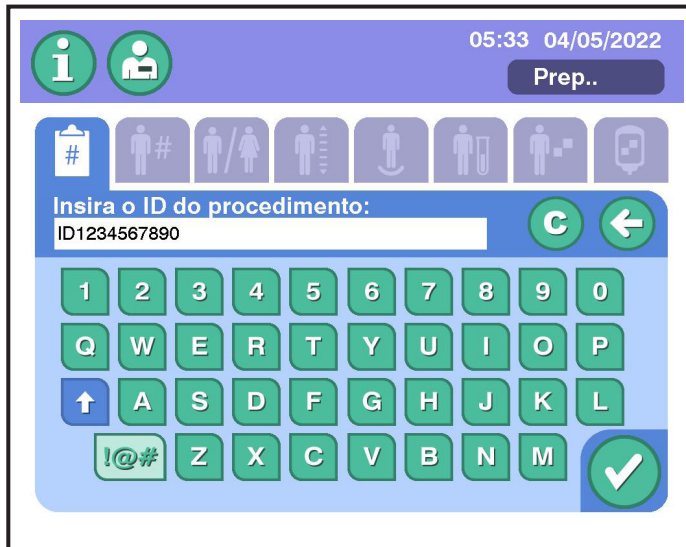 05:33 04/05/2022
Prep..
#
#
Insira o ID do procedimento:
ID1234567890
C
1 2 3 4 5 6 7 8 9 0
Q W E R T Y U I O P
A S D F G H J K L
!@# Z X C V B N M